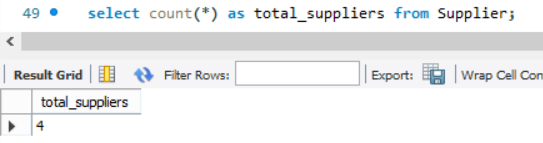 49 select count(*) as total_suppliers from Supplier;
Result Grid Filter Rows: Export: Wrap Cell Con
total_suppliers
4